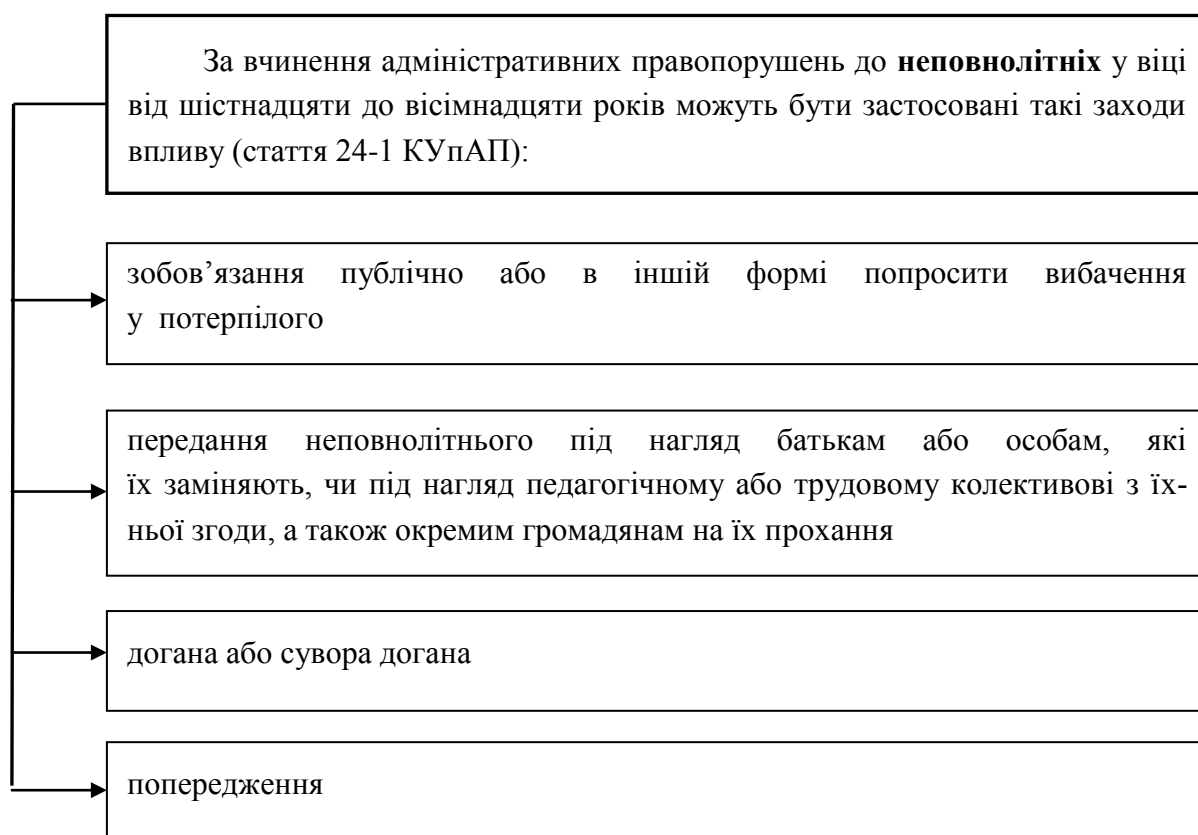 За вчинення адміністративних правопорушень до неповнолітніх у віці
від шістнадцяти до вісімнадцяти років можуть бути застосовані такі заходи
впливу (стаття 24-1 КУпАП):
зобов’язання публічно або в іншій формі попросити вибачення
у потерпілого
передання неповнолітнього під нагляд батькам або особам, які
їх заміняють, чи під нагляд педагогічному або трудовому колективові з їх-
ньої згоди, а також окремим громадянам на їх прохання
догана або сувора догана
попередження